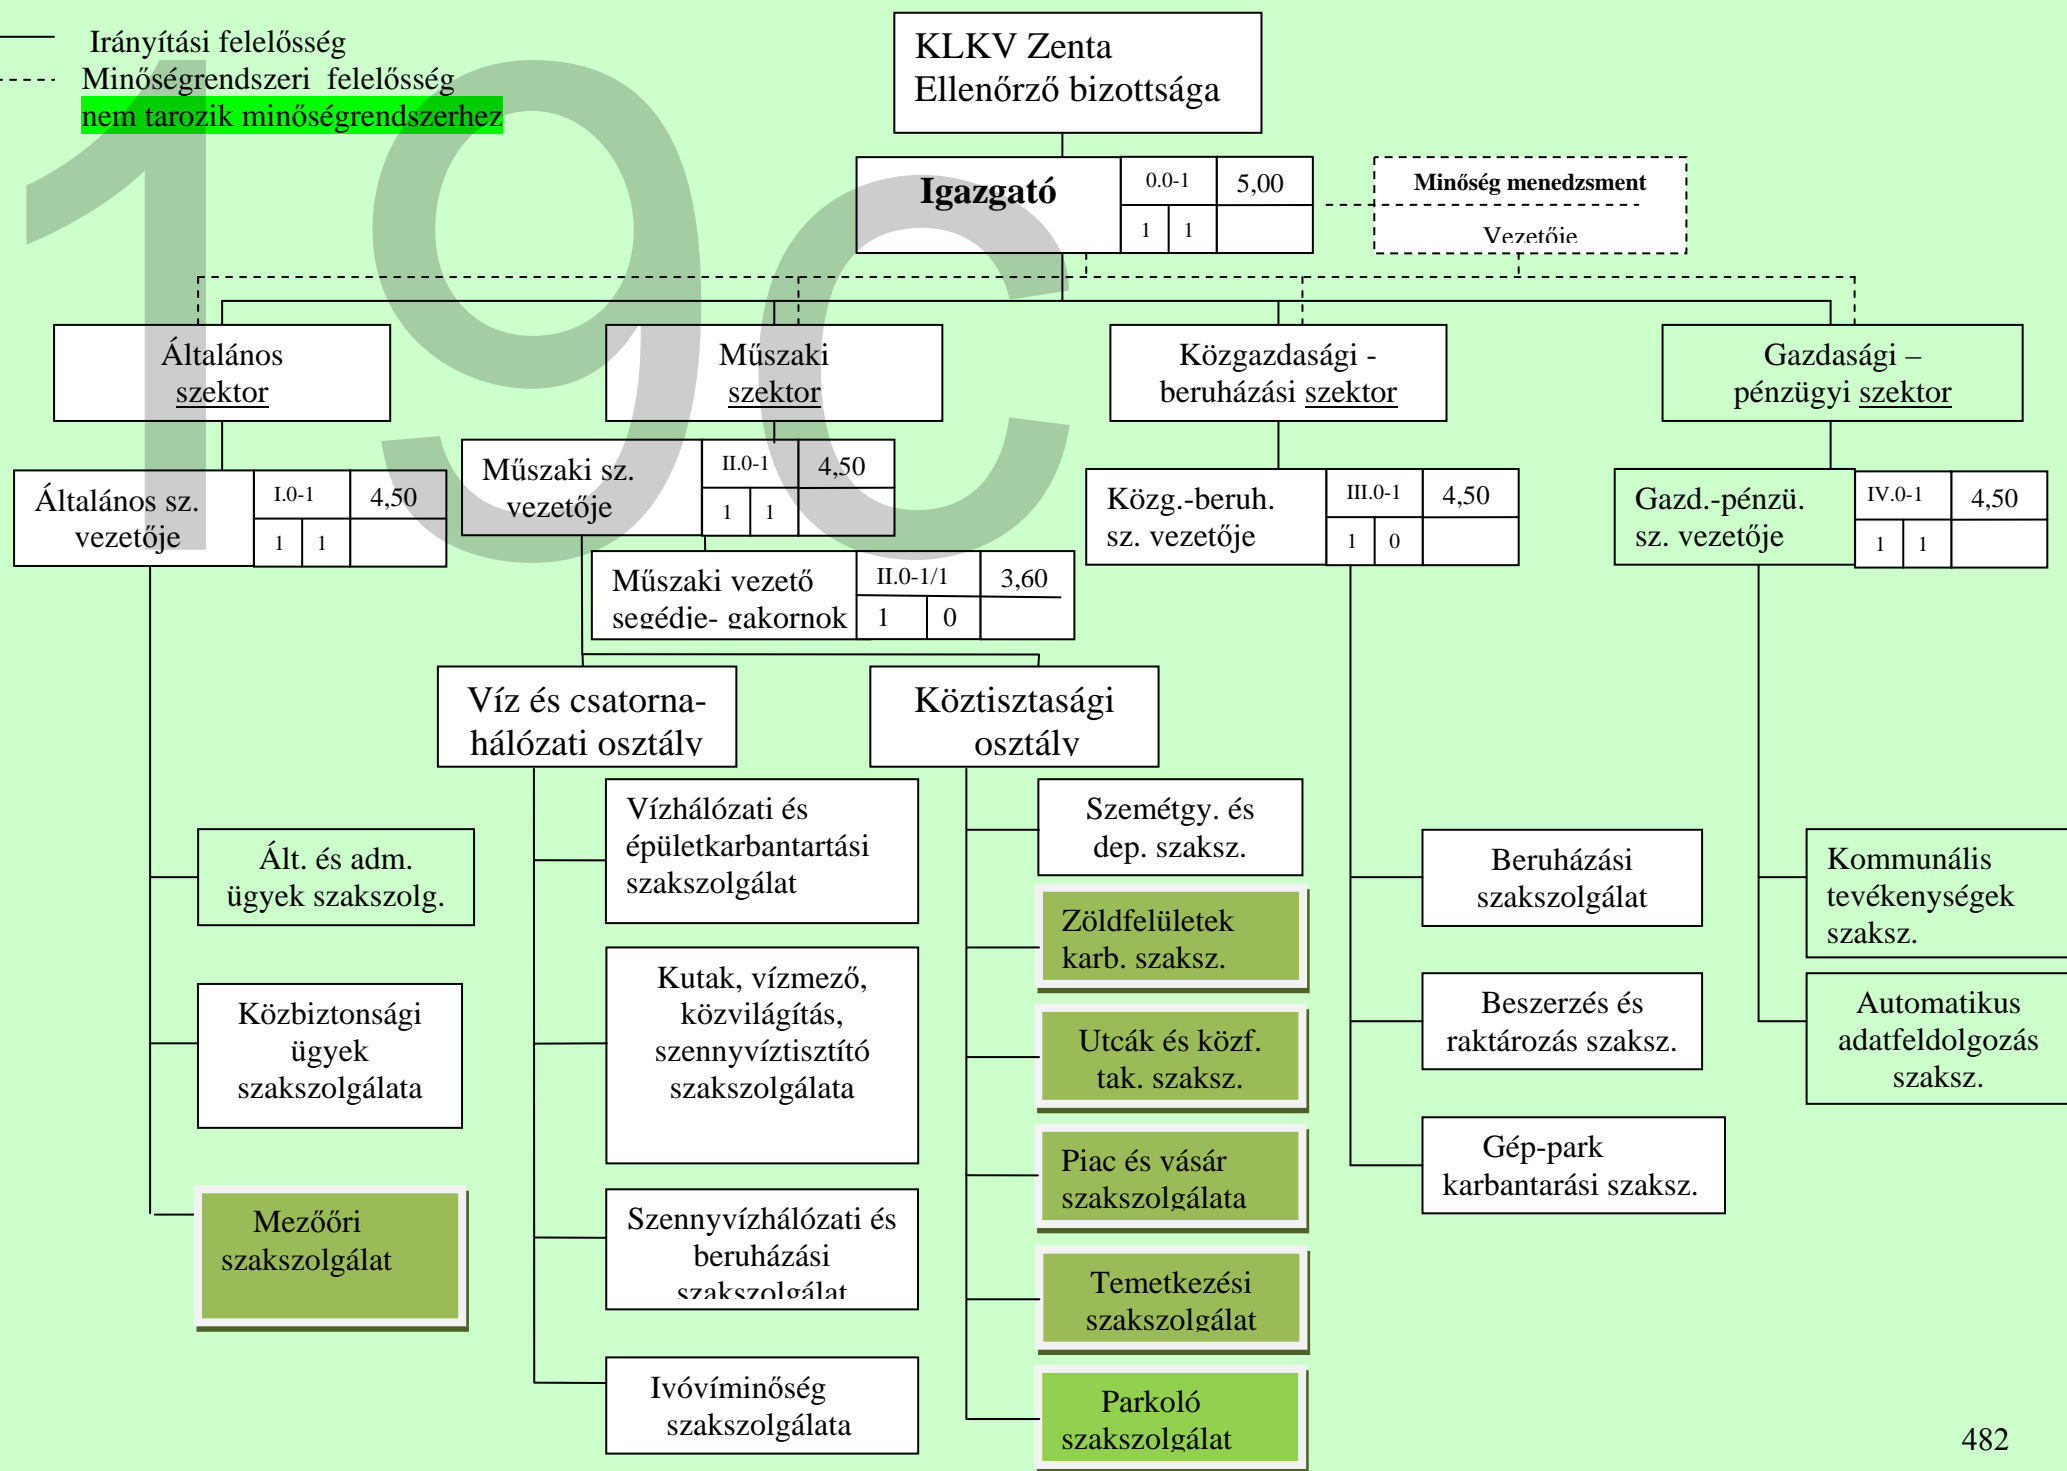 Irányítási felelősség
Minőségrendszeri felelősség
nem tarozik minőségrendszerhez
19c
KLKV Zenta
Ellenőrző bizottsága
Igazgató
0.0-1
5,00
1
1
Minőség menedzsment
Vezetője
Általános
szektor
Műszaki
szektor
Közgazdasági -
beruházási szektor
Gazdasági –
pénzügyi szektor
Általános sz.
vezetője
I.0-1
4,50
1
1
Műszaki sz.
vezetője
II.0-1
4,50
1
1
Műszaki vezető
segédje- gakornok
II.0-1/1
3,60
1
0
Közg.-beruh.
sz. vezetője
III.0-1
4,50
1
0
Gazd.-pénzü.
sz. vezetője
IV.0-1
4,50
1
1
Víz és csatorna-
hálózati osztály
Köztisztasági
osztály
Ált. és adm.
ügyek szakszolg.
Közbiztonsági
ügyek
szakszolgálata
Mezőőri
szakszolgálat
Vízhálózati és
épületkarbantartási
szakszolgálat
Kutak, vízmező,
közvilágítás,
szennyvíztisztító
szakszolgálata
Szennyvízhálózati és
beruházási
szakszolgálat
Ivóvíminőség
szakszolgálata
Szemétgy. és
dep. szaksz.
Zöldfelületek
karb. szaksz.
Utcák és közf.
tak. szaksz.
Piac és vásár
szakszolgálata
Temetkezési
szakszolgálat
Parkoló
szakszolgálat
Beruházási
szakszolgálat
Beszerzés és
raktározás szaksz.
Gép-park
karbantarási szaksz.
Kommunális
tevékenységek
szaksz.
Automatikus
adatfeldolgozás
szaksz.
482